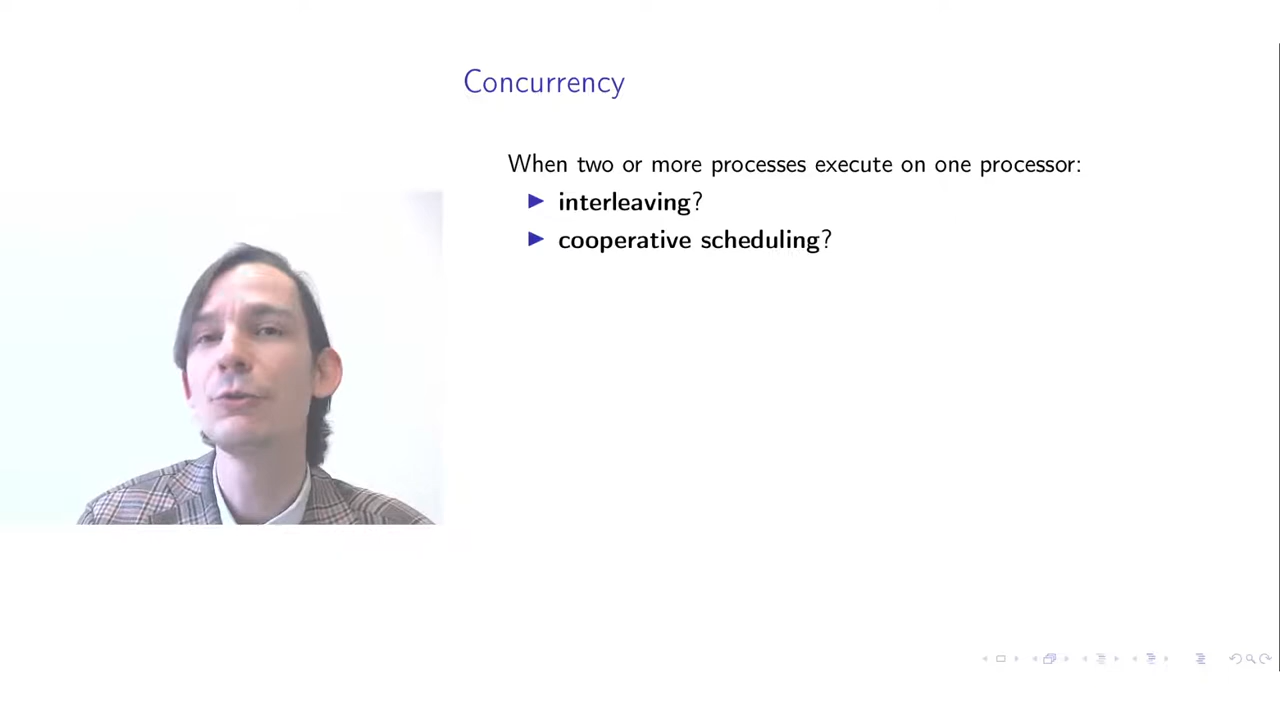 Concurrency
When two or more processes execute on one processor:
interleaving?
cooperative scheduling?